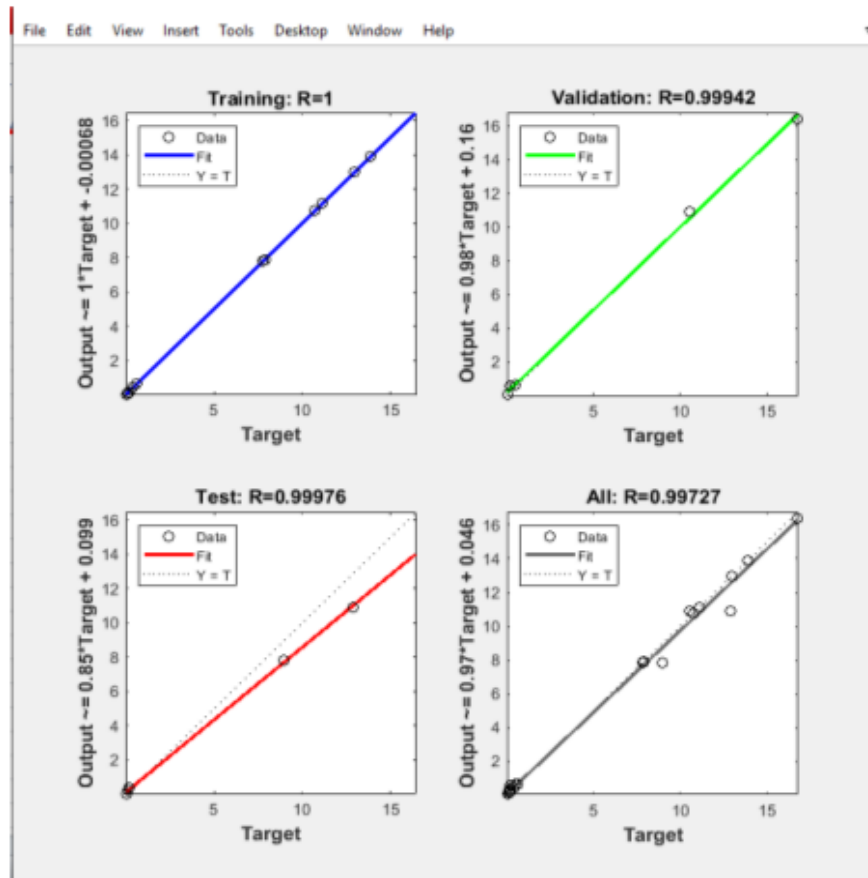 File Edit View Insert Tools Desktop Window Help
Training: R=1
Output ~= 1*Target + -0.00068
16
14
12
10
8
6
4
2
Data
Fit
Y = T
5 10 15
Target
Validation: R=0.99942
Output ~= 0.98*Target + 0.16
16
14
12
10
8
6
4
2
Data
Fit
Y = T
5 10 15
Target
Test: R=0.99976
Output ~= 0.85*Target + 0.099
16
14
12
10
8
6
4
2
Data
Fit
Y = T
5 10 15
Target
All: R=0.99727
Output ~= 0.97*Target + 0.046
16
14
12
10
8
6
4
2
Data
Fit
Y = T
5 10 15
Target